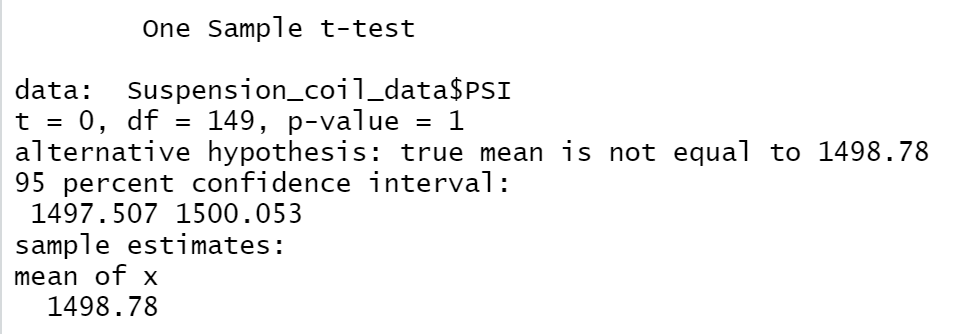 One Sample t-test
data: Suspension_coil_data$PSI
t = 0, df = 149, p-value = 1
alternative hypothesis: true mean is not equal to 1498.78
95 percent confidence interval:
1497.507 1500.053
sample estimates:
mean of x
1498.78